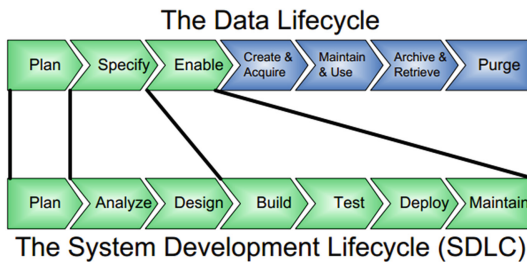 The Data Lifecycle
Plan
Specify
Enable
Create &
Acquire
Maintain
& Use
Archive &
Retrieve
Purge
Plan
Analyze
Design
Build
Test
Deploy
Maintain
The System Development Lifecycle (SDLC)